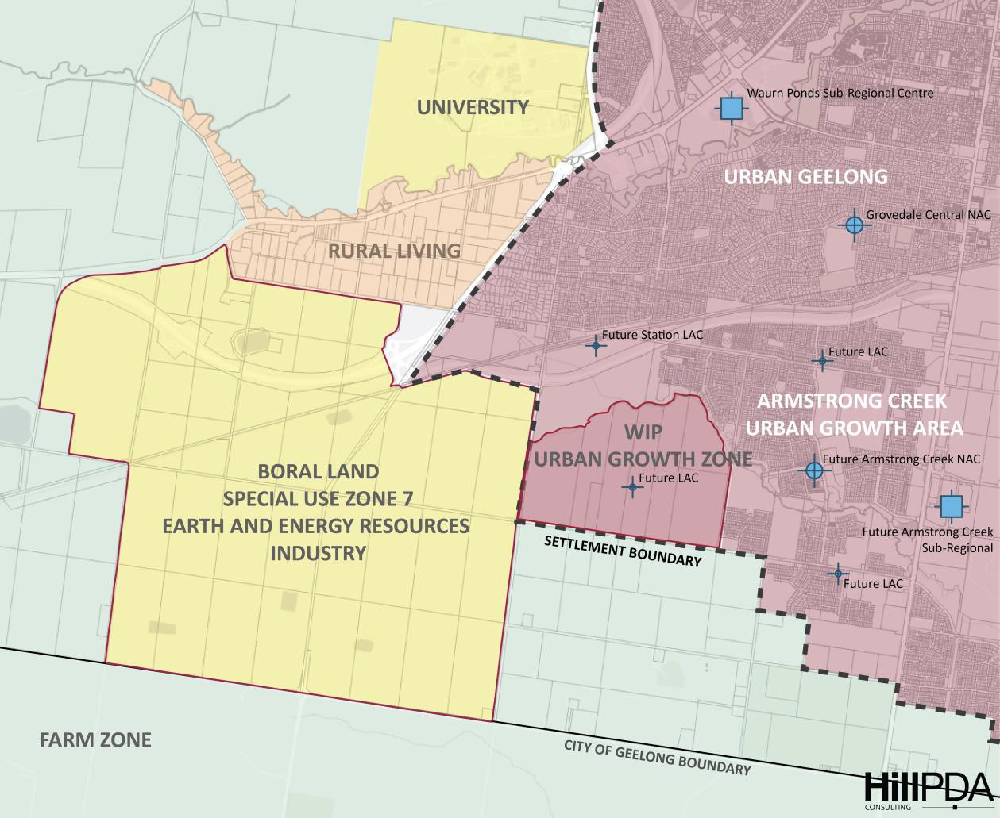 Waurn Ponds Sub-Regional Centre
UNIVERSITY
URBAN GEELONG
Grovedale Central NAC
RURAL LIVING
Future Station LAC
Future LAC
ARMSTRONG CREEK
URBAN GROWTH AREA
WIP
URBAN GROWTH ZONE
Future LAC
Future Armstrong Creek NAC
BORAL LAND
SPECIAL USE ZONE 7
EARTH AND ENERGY RESOURCES
INDUSTRY
Future Armstrong Creek
Sub-Regional
SETTLEMENT BOUNDARY
Future LAC
FARM ZONE
CITY OF GEELONG BOUNDARY
HillPDA
CONSULTING